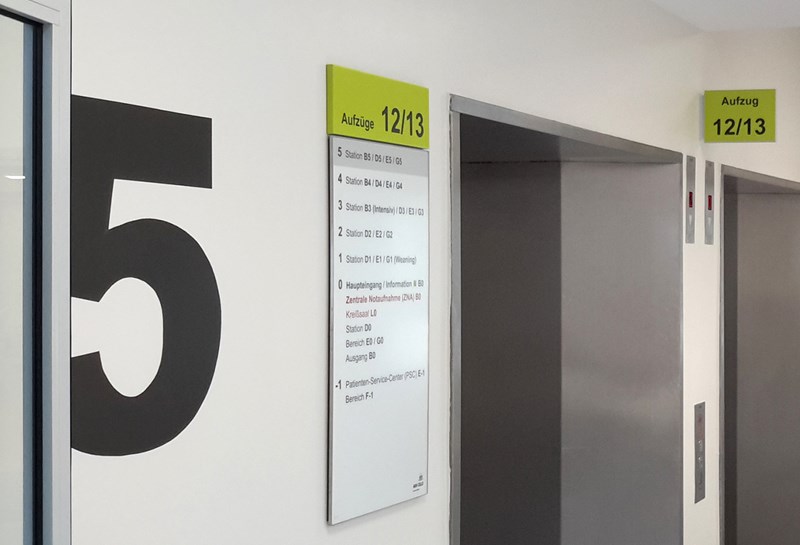 5
Aufzüge 12/13
5 Station B5 / D5 / E5 / G5
4 Station B4 / D4 / E4 / G4
3 Station B3 (Intensiv) / D3 / E3 / G3
2 Station D2 / E2 / G2
1 Station D1 / E1 / G1 (Weaning)
0 Haupteingang / Information B0
Zentrale Notaufnahme (ZNA) B0
Kreißsaal L0
Station D0
Bereich E0 / G0
Ausgang B0
-1 Patienten-Service-Center (PSC) E-1
Bereich F-1
Aufzug
12/13